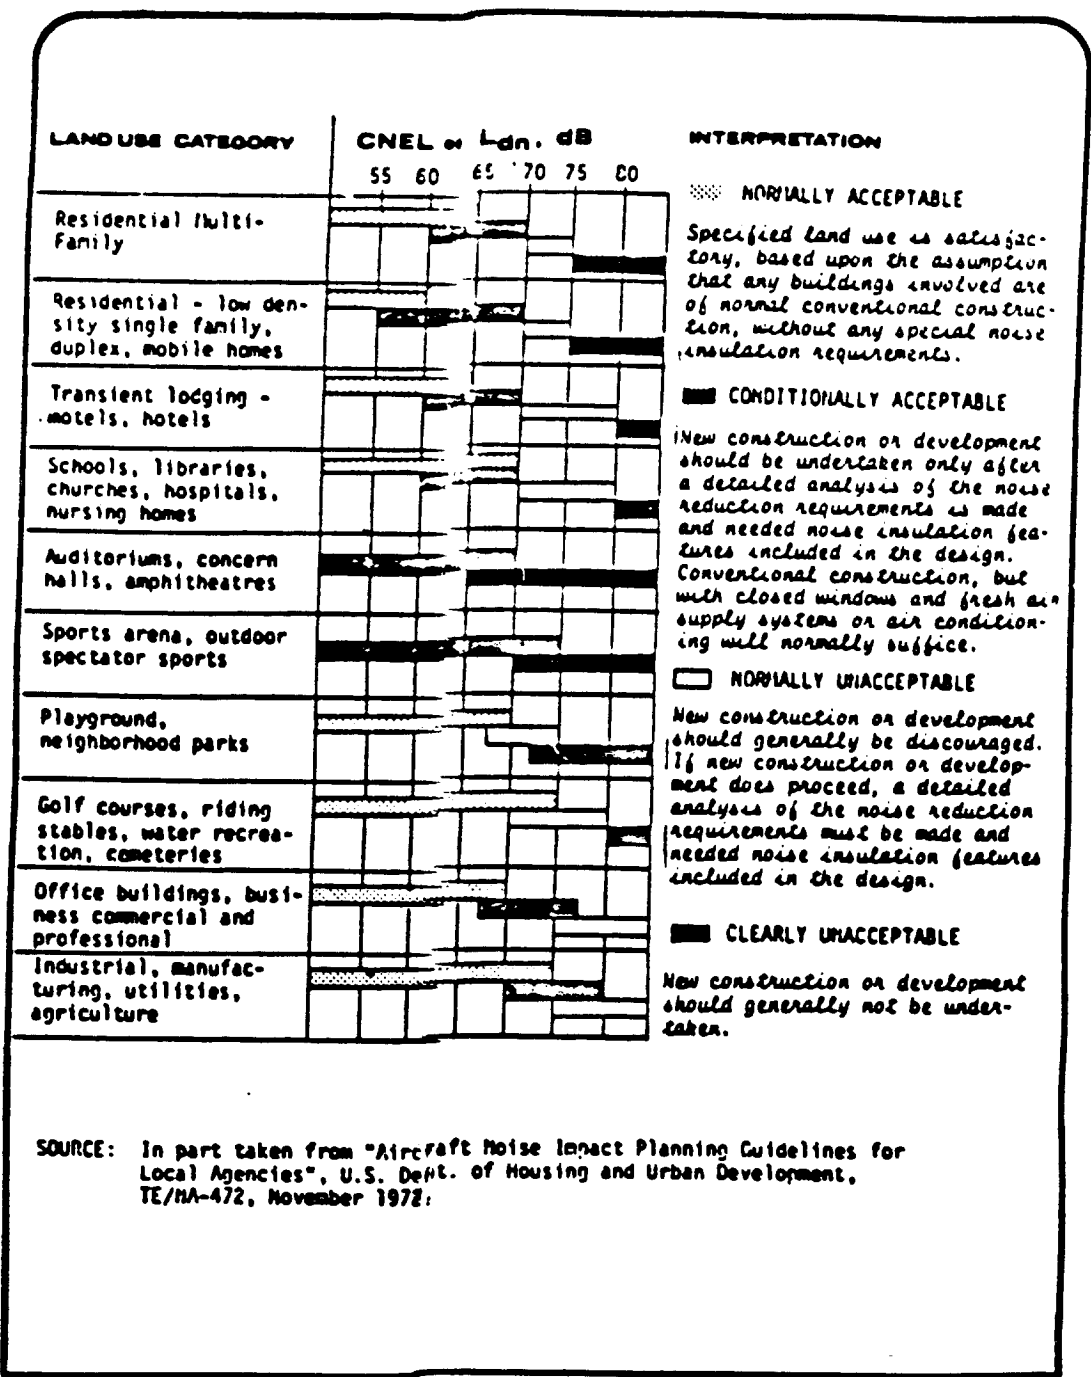 LAND USE CATEGORY
CNEL or Ldn, dB
55 60 65 70 75 80
Residential Multi-
Family
Residential - low den-
sity single family,
duplex, mobile homes
Transient lodging -
motels, hotels
Schools, libraries,
churches, hospitals,
nursing homes
Auditoriums, concern
halls, amphitheatres
Sports arena, outdoor
spectator sports
Playground,
neighborhood parks
Golf courses, riding
stables, water recrea-
tion, cemeteries
Office buildings, busi-
ness commercial and
professional
Industrial, manufac-
turing, utilities,
agriculture
INTERPRETATION
NORMALLY ACCEPTABLE
Specified land use is satisfac-
tory, based upon the assumption
that any buildings involved are
of normal conventional construc-
tion, without any special noise
insulation requirements.
CONDITIONALLY ACCEPTABLE
New construction or development
should be undertaken only after
a detailed analysis of the noise
reduction requirements is made
and needed noise insulation fea-
tures included in the design.
Conventional construction, but
with closed windows and fresh air
supply systems or air condition-
ing will normally suffice.
NORMALLY UNACCEPTABLE
New construction or development
should generally be discouraged.
If new construction or develop-
ment does proceed, a detailed
analysis of the noise reduction
requirements must be made and
needed noise insulation features
included in the design.
CLEARLY UNACCEPTABLE
New construction or development
should generally not be under-
taken.
SOURCE: In part taken from "Aircraft Noise Impact Planning Guidelines for
Local Agencies", U.S. Dept. of Housing and Urban Development,
TE/NA-472, November 1972.